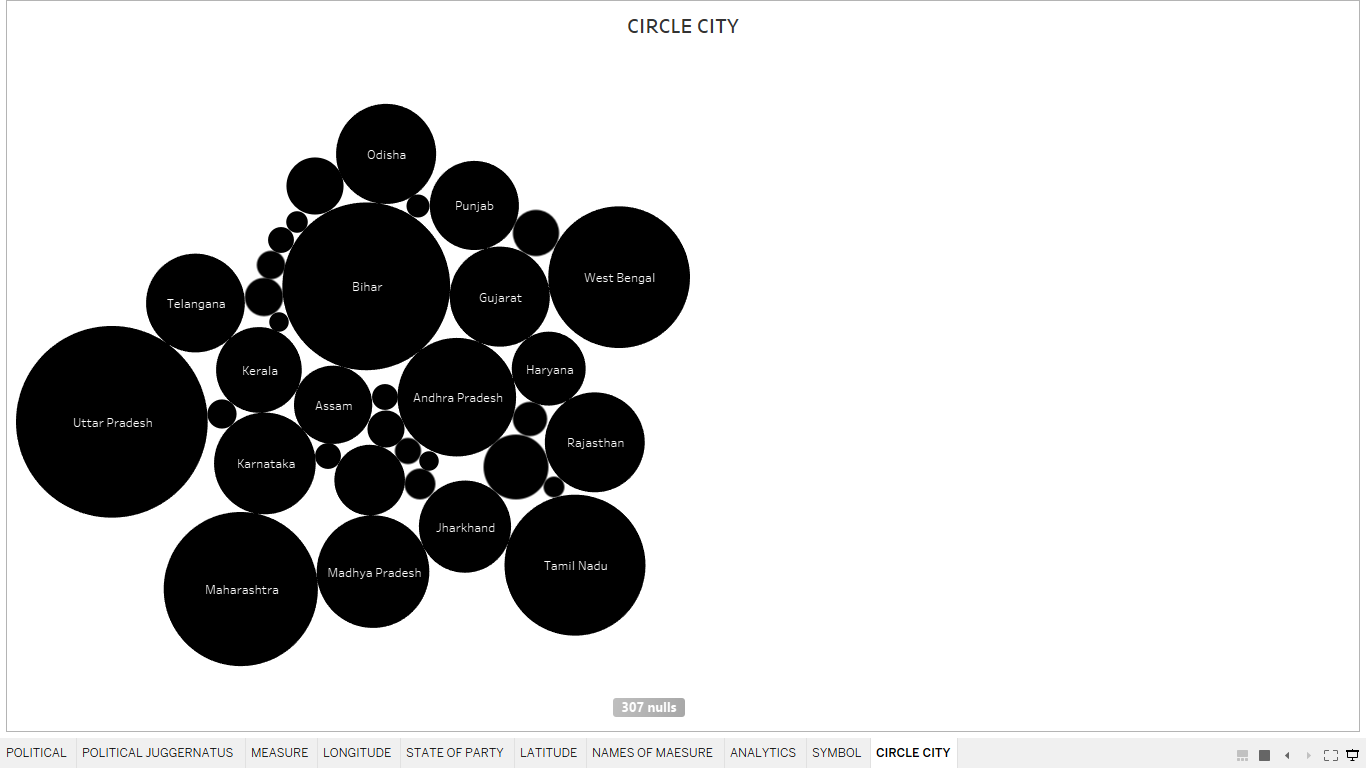 CIRCLE CITY
Odisha
Punjab
West Bengal
Bihar
Gujarat
Telangana
Kerala
Haryana
Andhra Pradesh
Assam
Uttar Pradesh
Rajasthan
Karnataka
Jharkhand
Tamil Nadu
Madhya Pradesh
Maharashtra
307 nulls
POLITICAL POLITICAL JUGGERNATUS MEASURE LONGITUDE STATE OF PARTY LATITUDE NAMES OF MAESURE ANALYTICS SYMBOL CIRCLE CITY